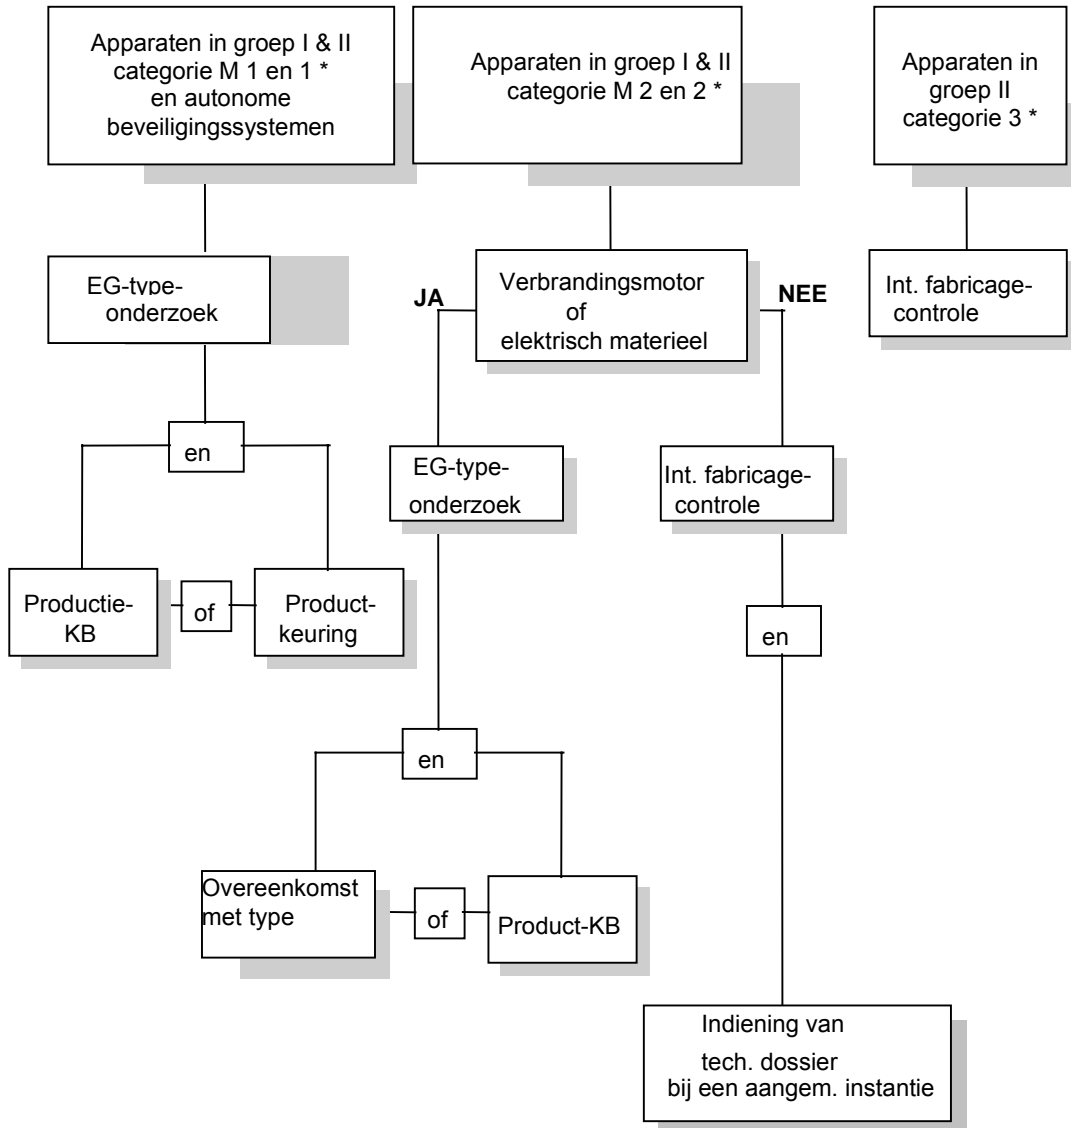 Apparaten in groep I & II
categorie M 1 en 1 *
en autonome
beveiligingssystemen
Apparaten in groep I & II
categorie M 2 en 2 *
Apparaten in
groep II
categorie 3 *
EG-type-
onderzoek
JA
Verbrandingsmotor
of
elektrisch materieel
NEE
Int. fabricage-
controle
en
EG-type-
onderzoek
Int. fabricage-
controle
Productie-
KB
of
Product-
keuring
en
en
Overeenkomst
met type
of
Product-KB
Indiening van
tech. dossier
bij een aangem. instantie